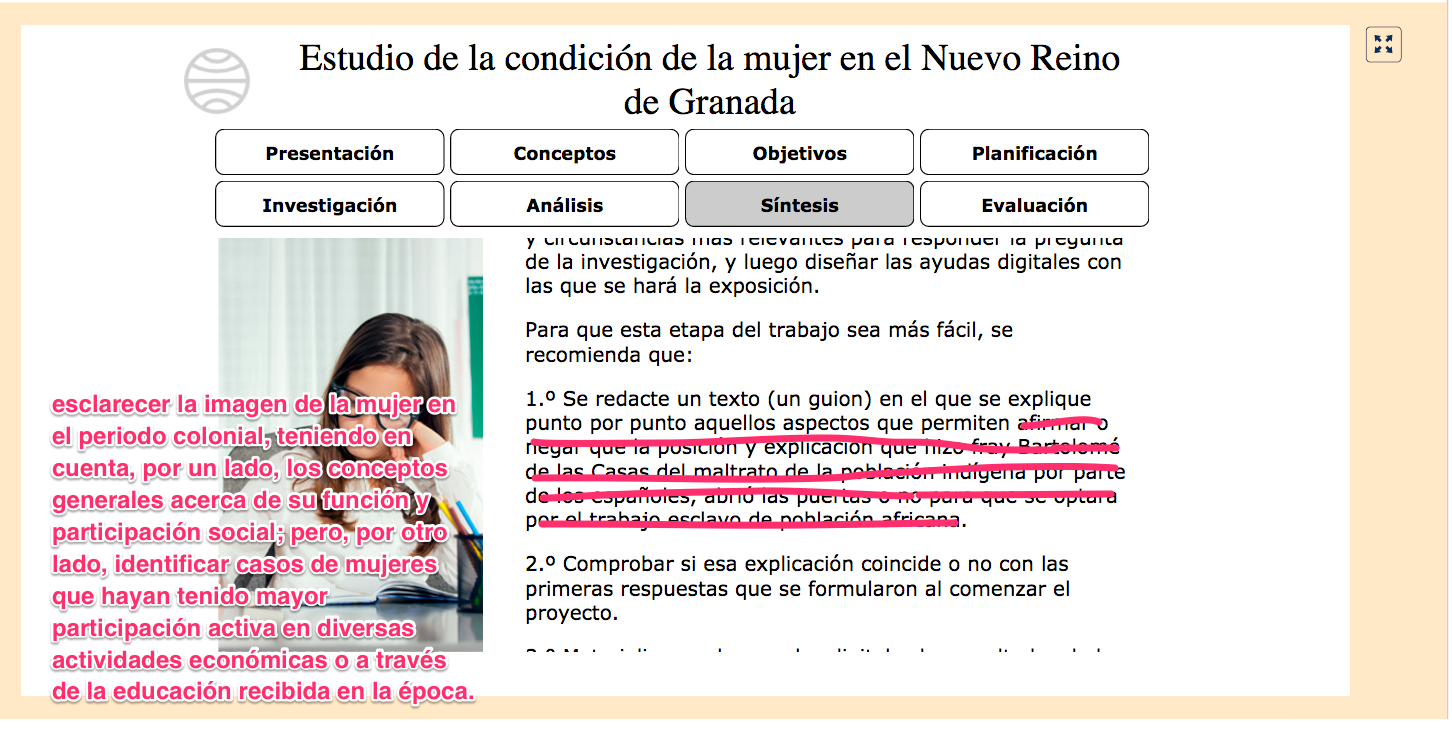 Estudio de la condición de la mujer en el Nuevo Reino
de Granada
Presentación
Conceptos
Objetivos
Planificación
Investigación
Análisis
Síntesis
Evaluación
y circunstancias más relevantes para responder la pregunta
de la investigación, y luego diseñar las ayudas digitales con
las que se hará la exposición.
Para que esta etapa del trabajo sea más fácil, se
recomienda que:
1.º Se redacte un texto (un guion) en el que se explique
punto por punto aquellos aspectos que permiten afirmar o
negar que la posición y explicación que hizo fray Bartolomé
de las Casas del maltrato de la población indígena por parte
de los españoles, abrió las puertas o no para que se optara
por el trabajo esclavo de población africana.
2.º Comprobar si esa explicación coincide o no con las
primeras respuestas que se formularon al comenzar el
proyecto.
esclarecer la imagen de la mujer en
el periodo colonial, teniendo en
cuenta, por un lado, los conceptos
generales acerca de su función y
participación social; pero, por otro
lado, identificar casos de mujeres
que hayan tenido mayor
participación activa en diversas
actividades económicas o a través
de la educación recibida en la época.